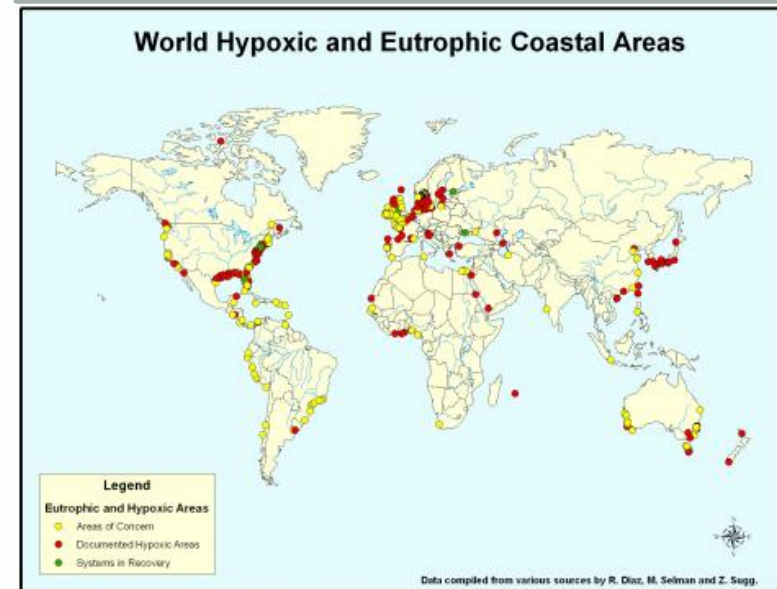 World Hypoxic and Eutrophic Coastal Areas
Legend
Eutrophic and Hypoxic Areas
Areas of Concern
Documented Hypoxic Areas
Systems in Recovery
Data compiled from various sources by R. Diaz, M. Selman and Z. Sugg.